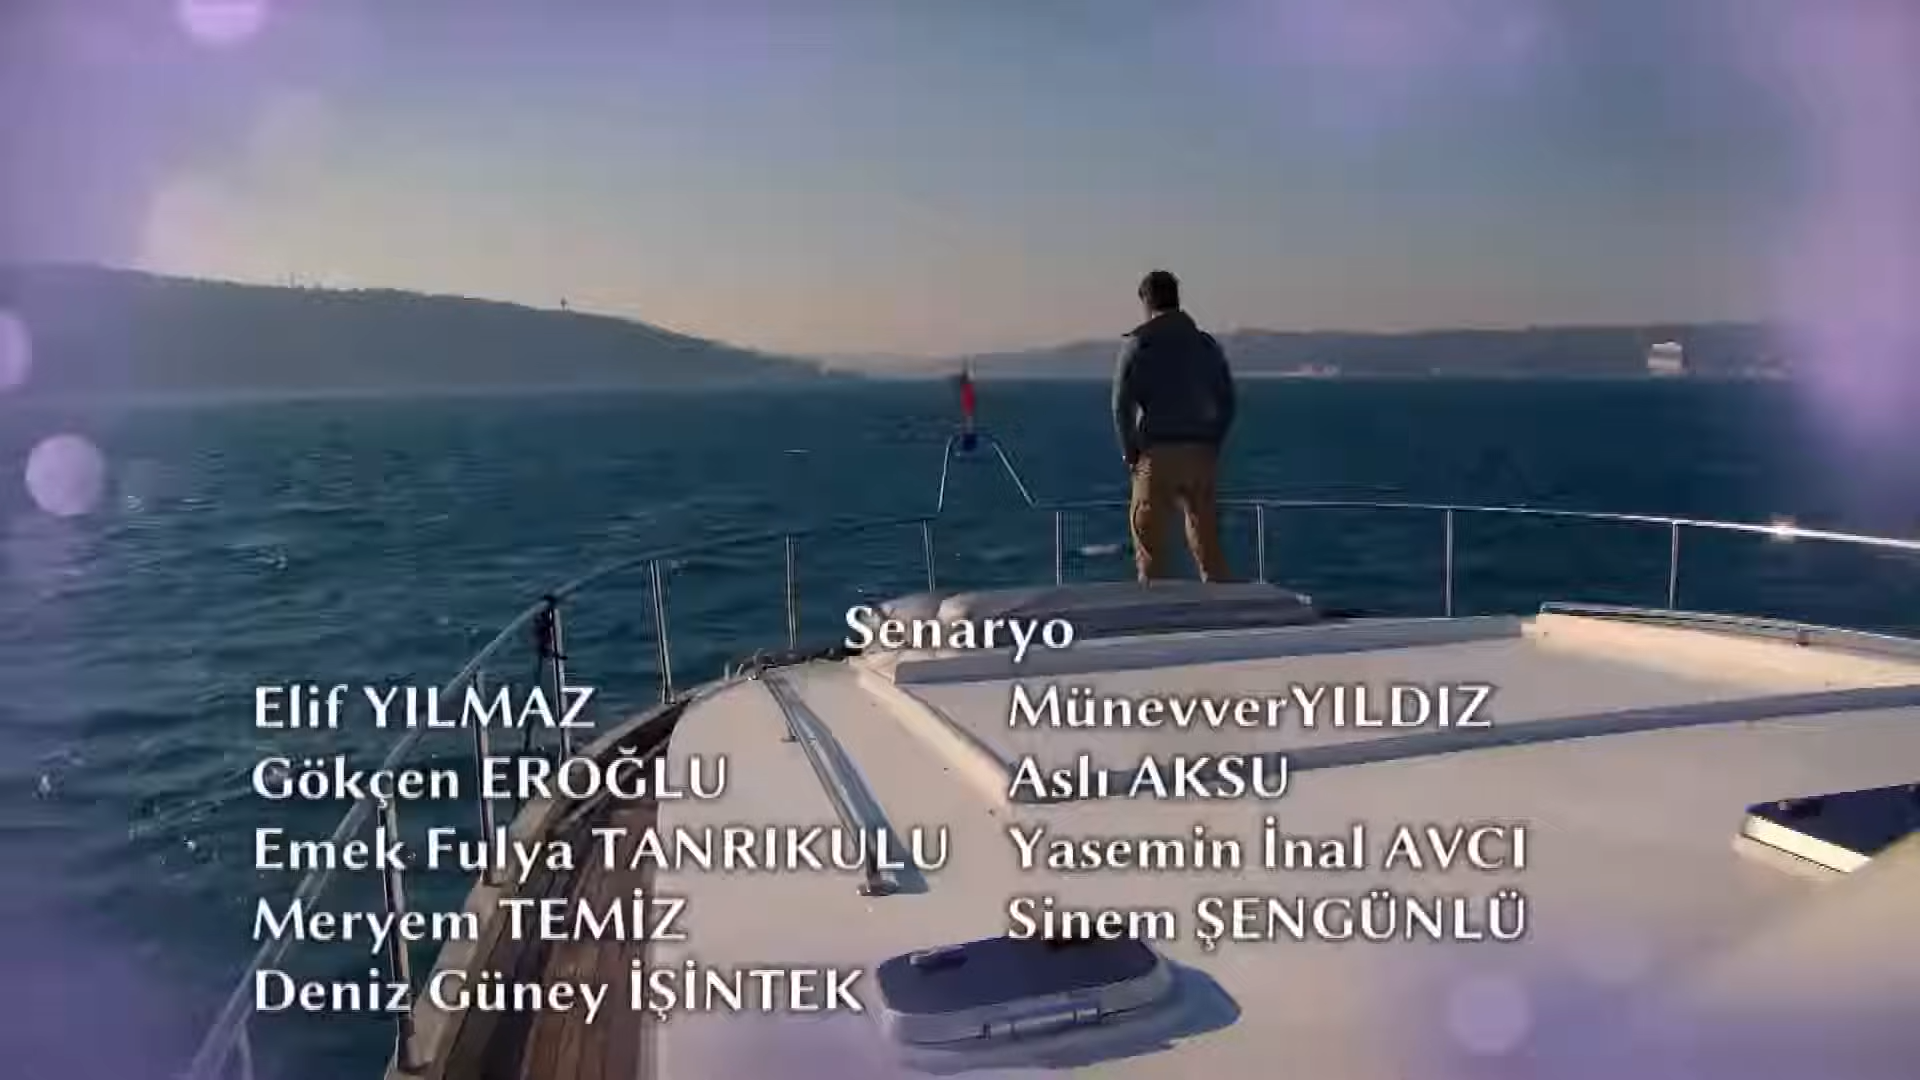 Senaryo
Elif YILMAZ
Gökçen EROĞLU
Emek Fulya TANRIKULU
Meryem TEMİZ
Deniz Güney İŞİNTEK
MünevverYILDIZ
Aslı AKSU
Yasemin İnal AVCI
Sinem ŞENGÜNLÜ